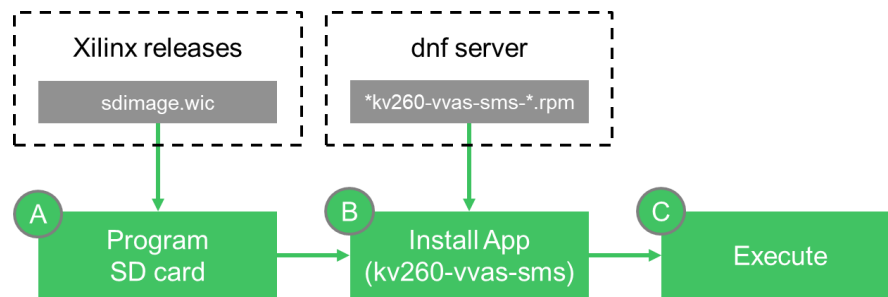 Xilinx releases
sdimage.wic
dnf server
*kv260-vvas-sms-*.rpm
A
Program
SD card
B
Install App
(kv260-vvas-sms)
C
Execute